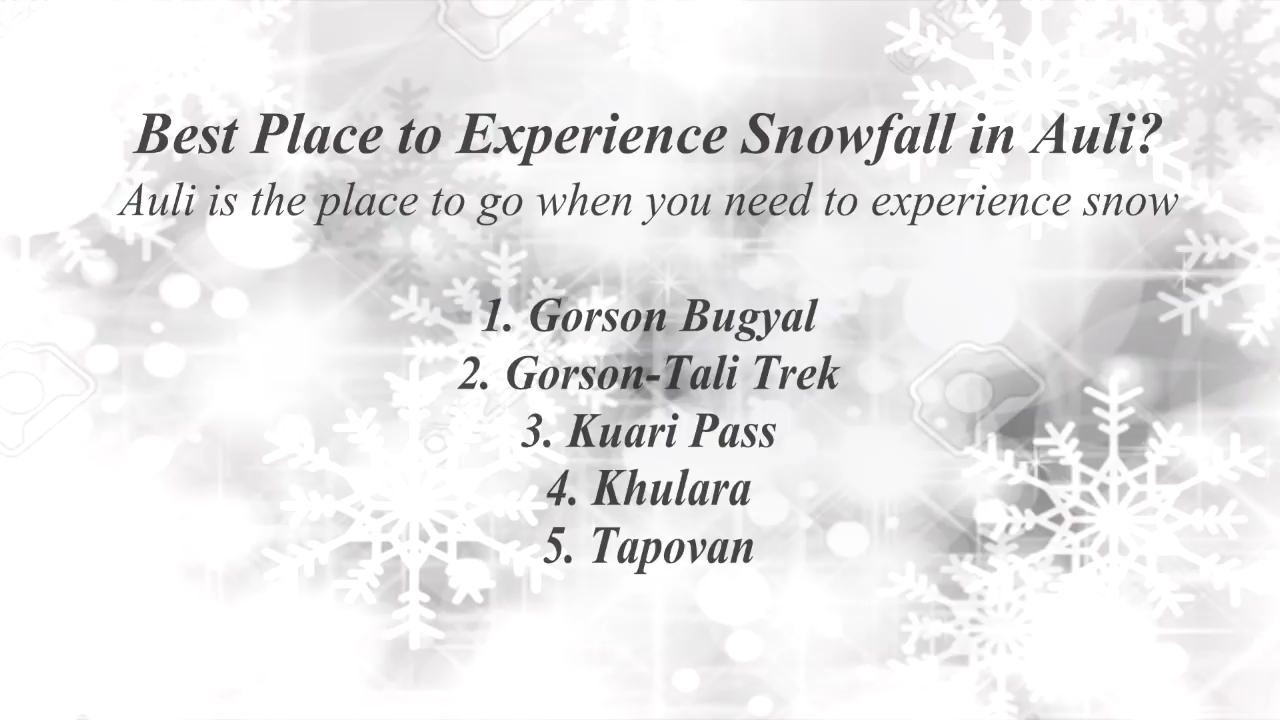 Best Place to Experience Snowfall in Auli?
Auli is the place to go when you need to experience snow
1. Gorson Bugyal
2. Gorson-Tali Trek
3. Kuari Pass
4. Khulara
5. Tapovan